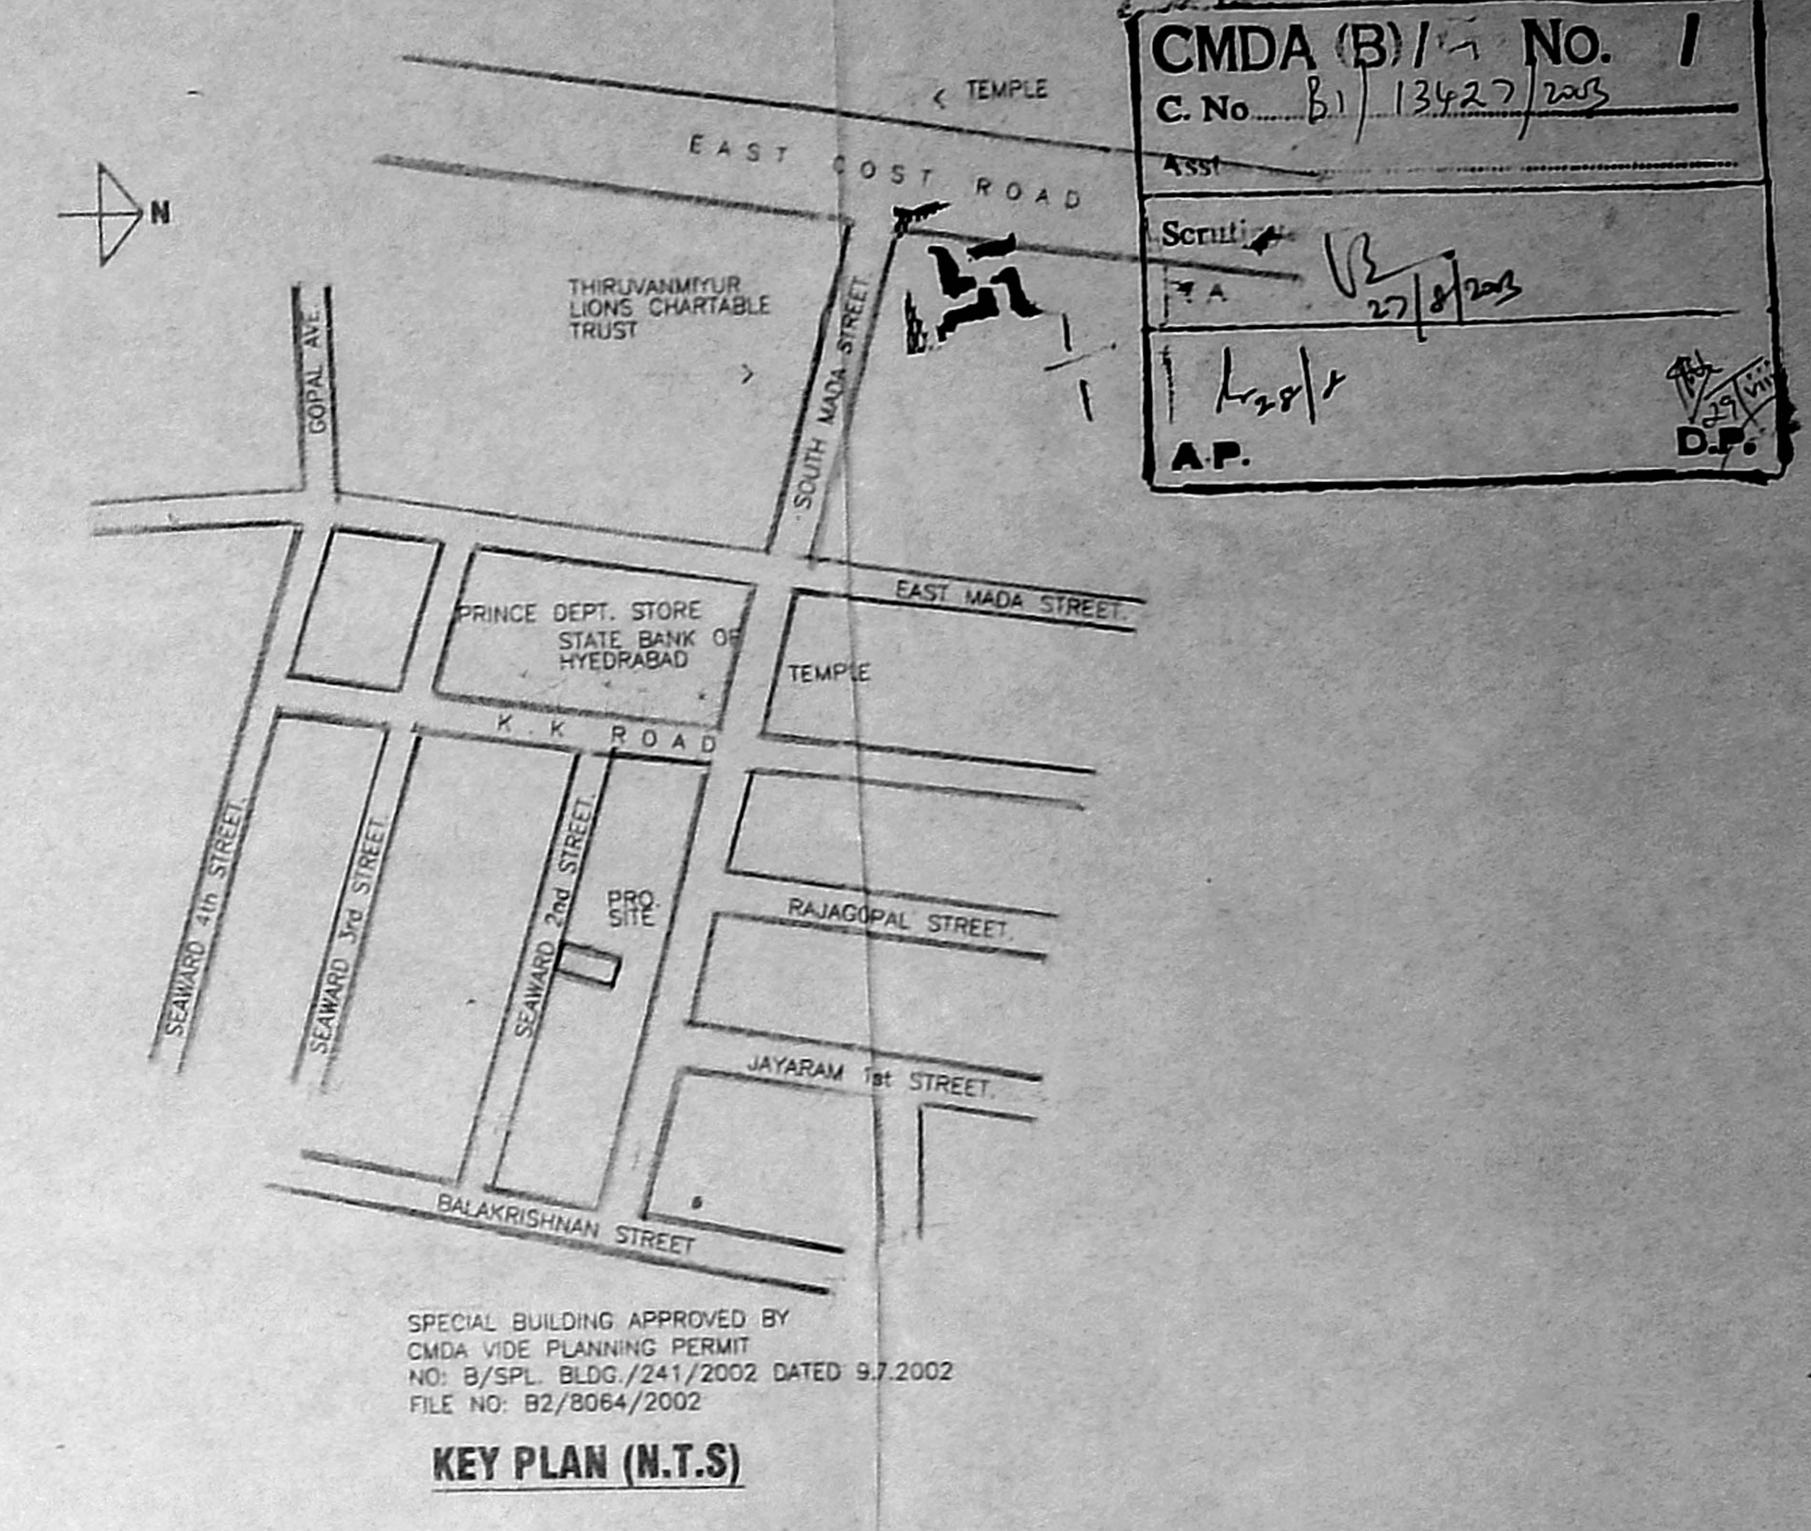 CMDA (B)/ No. 1
C. No B1/13427/2003
Asst
27/8/2003
28/8
29/VIII
A.P.
D.P.
< TEMPLE
EAST COST ROAD
N
THIRUVANMIYUR
LIONS CHARTABLE
TRUST
>
GOPAL AVE.
SOUTH MADA STREET.
EAST MADA STREET.
PRINCE DEPT. STORE
STATE BANK OF
HYEDRABAD
TEMPLE
K.K ROAD
SEAWARD 4th STREET.
SEAWARD 3rd STREET.
SEAWARD 2nd STREET.
PRO.
SITE
RAJAGOPAL STREET.
JAYARAM 1st STREET.
BALAKRISHNAN STREET
SPECIAL BUILDING APPROVED BY
CMDA VIDE PLANNING PERMIT
NO: B/SPL. BLDG./241/2002 DATED 9.7.2002
FILE NO: B2/8064/2002
KEY PLAN (N.T.S)